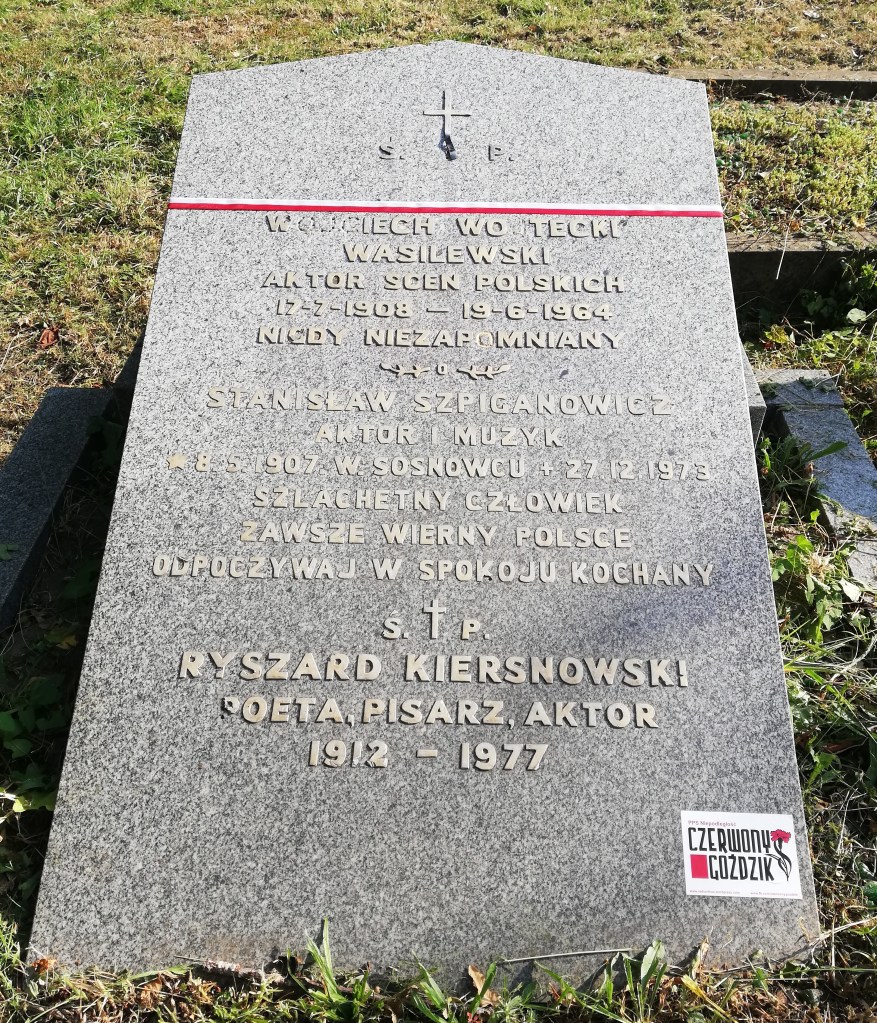 Ś. P.
WOJCIECH WOJTECKI
WASILEWSKI
AKTOR SCEN POLSKICH
17-7-1908 — 19-6-1964
NIGDY NIEZAPOMNIANY
STANISŁAW SZPIGANOWICZ
AKTOR I MUZYK
★ 8.5.1907. W. SOSNOWCU + 27.12.1973
SZLACHETNY CZŁOWIEK
ZAWSZE WIERNY POLSCE
ODPOCZYWAJ W SPOKOJU KOCHANY
Ś. P.
RYSZARD KIERSNOWSKI
POETA, PISARZ, AKTOR
1912 – 1977
PPS Niepodległość
CZERWONY
GOŹDZIK